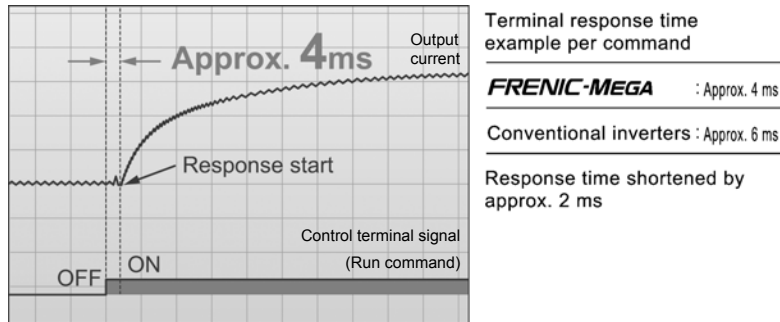 Approx. 4ms
Output
current
Response start
Control terminal signal
(Run command)
OFF
ON
Terminal response time
example per command
FRENIC-MEGA : Approx. 4 ms
Conventional inverters : Approx. 6 ms
Response time shortened by
approx. 2 ms